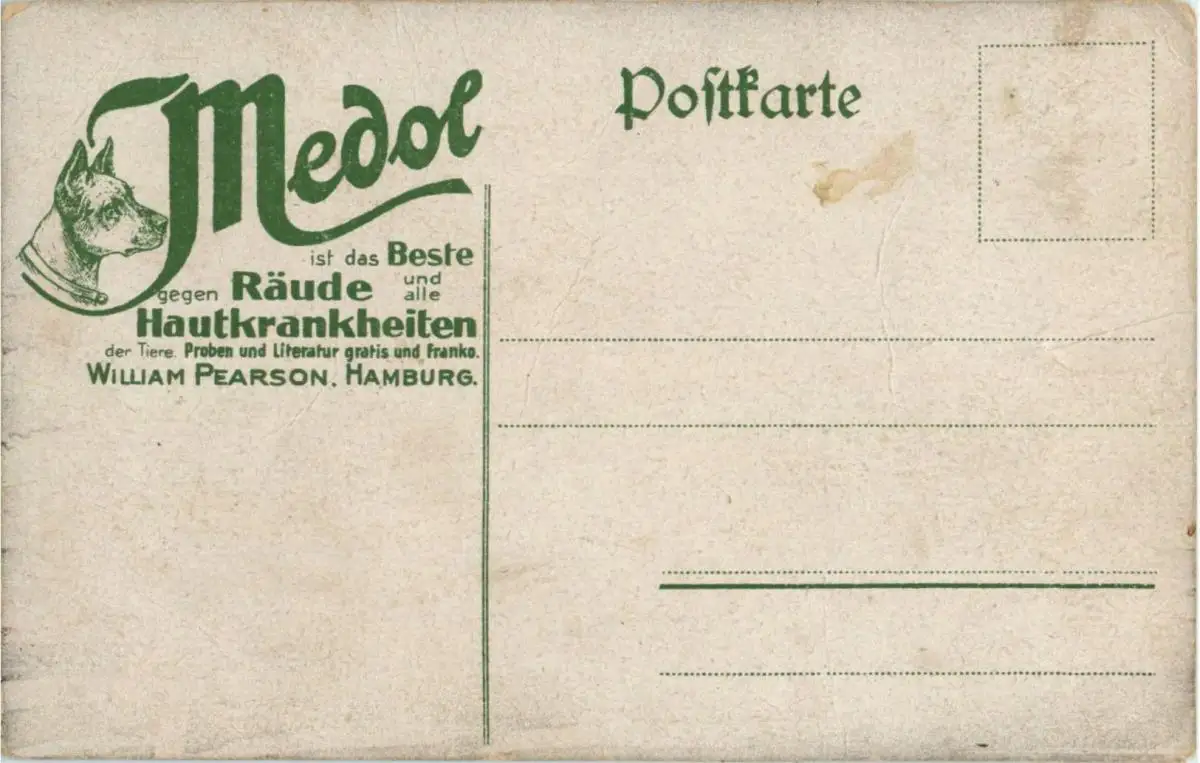 Medol
ist das Beste
gegen Räude und alle
Hautkrankheiten
der Tiere. Proben und Literatur gratis und franko.
WILLIAM PEARSON. HAMBURG.
Poſtkarte